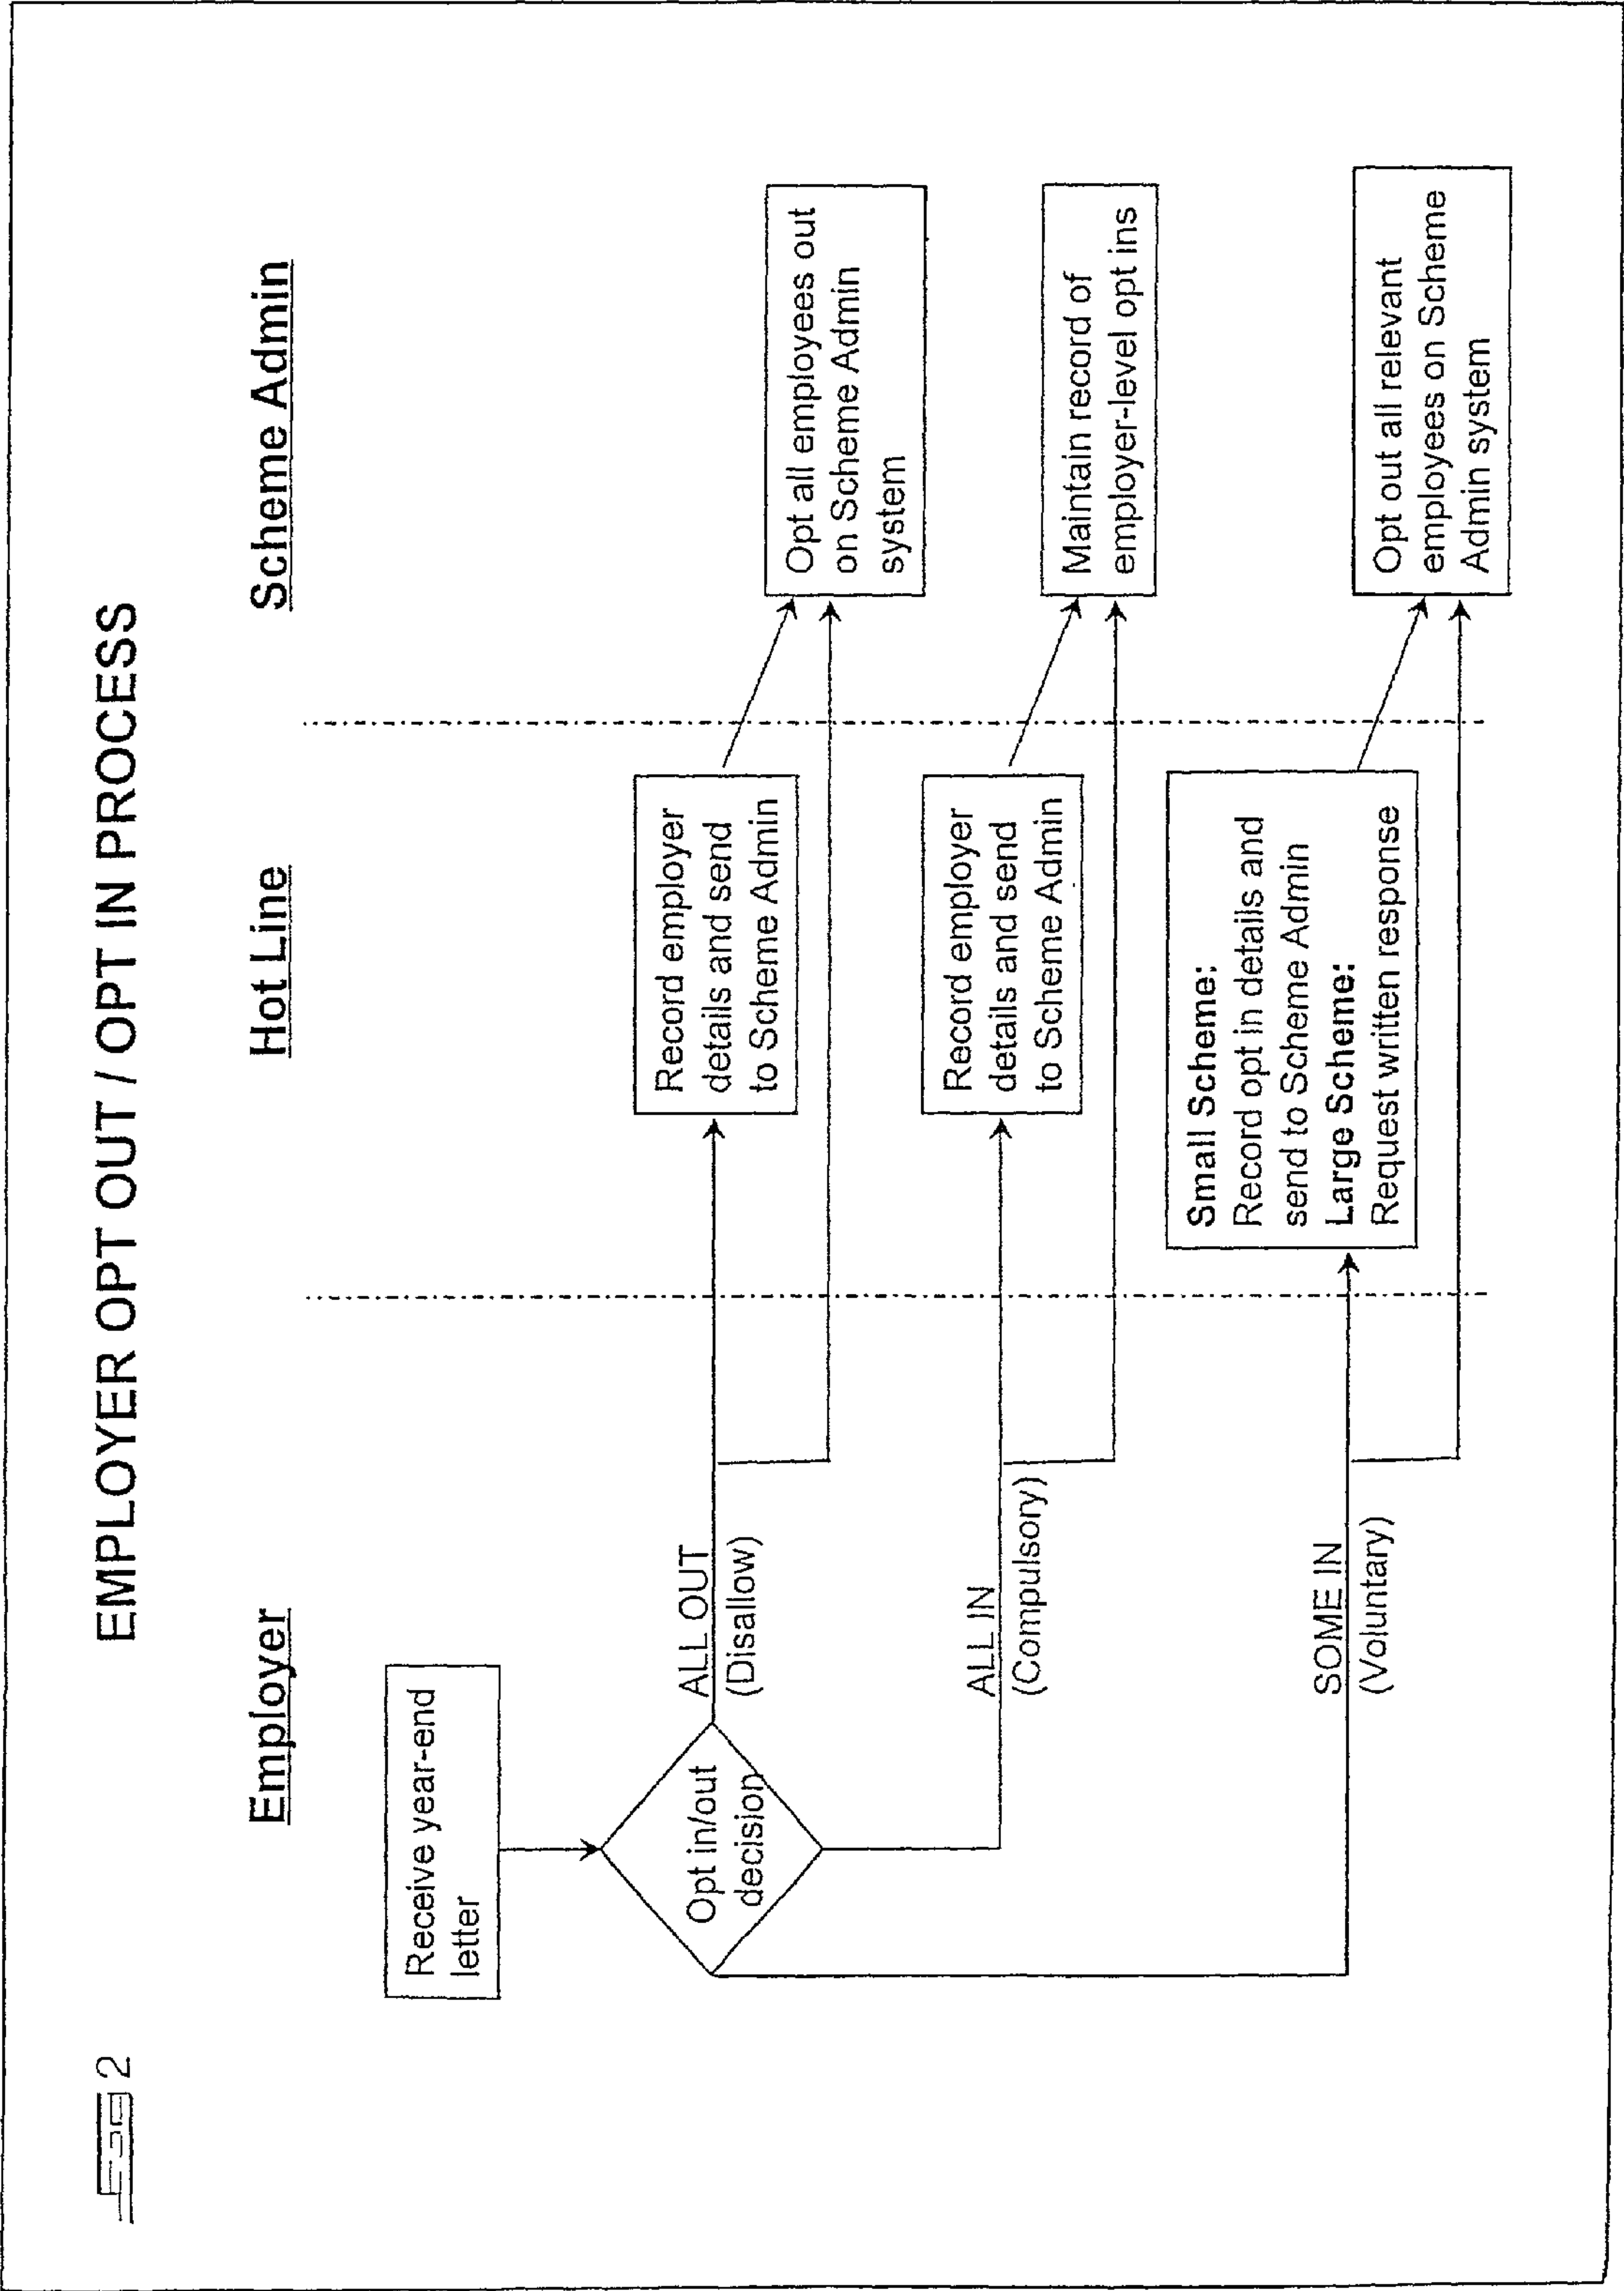 2
EMPLOYER OPT OUT / OPT IN PROCESS
Employer
Hot Line
Scheme Admin
Receive year-end
letter
Opt in/out
decision
ALL OUT
(Disallow)
Record employer
details and send
to Scheme Admin
Opt all employees out
on Scheme Admin
system
ALL IN
(Compulsory)
Record employer
details and send
to Scheme Admin
Maintain record of
employer-level opt ins
SOME IN
(Voluntary)
Small Scheme:
Record opt in details and
send to Scheme Admin
Large Scheme:
Request written response
Opt out all relevant
employees on Scheme
Admin system